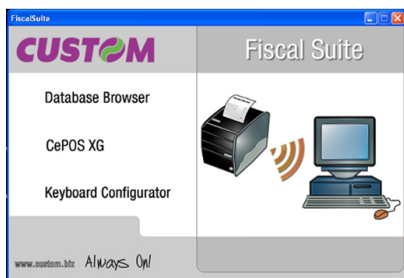 FiscalSuite
CUSTOM
Fiscal Suite
Database Browser
CePOS XG
Keyboard Configurator
www.custom.biz Always On!